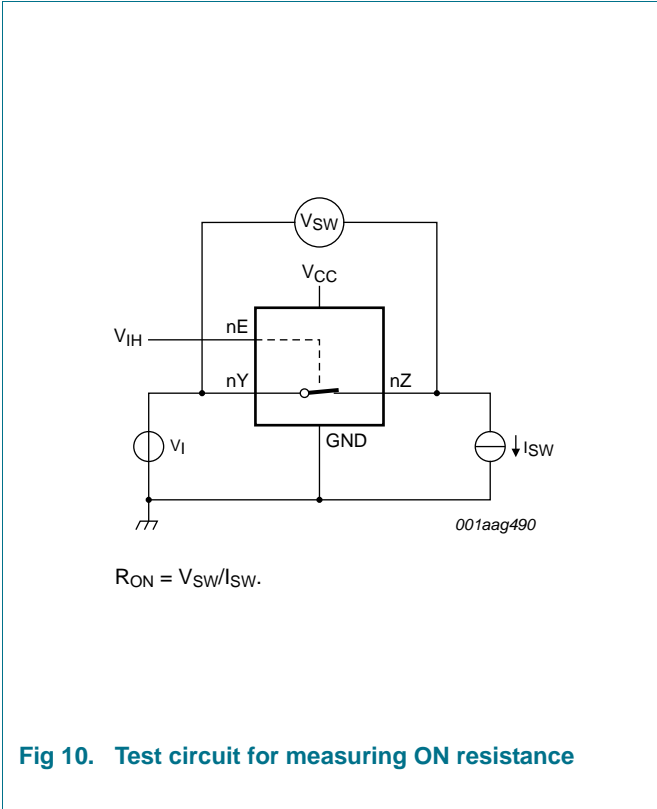 VSW
VCC
VIH
nE
nY
nZ
VI
GND
ISW
001aag490
RON = VSW/ISW.
Fig 10. Test circuit for measuring ON resistance